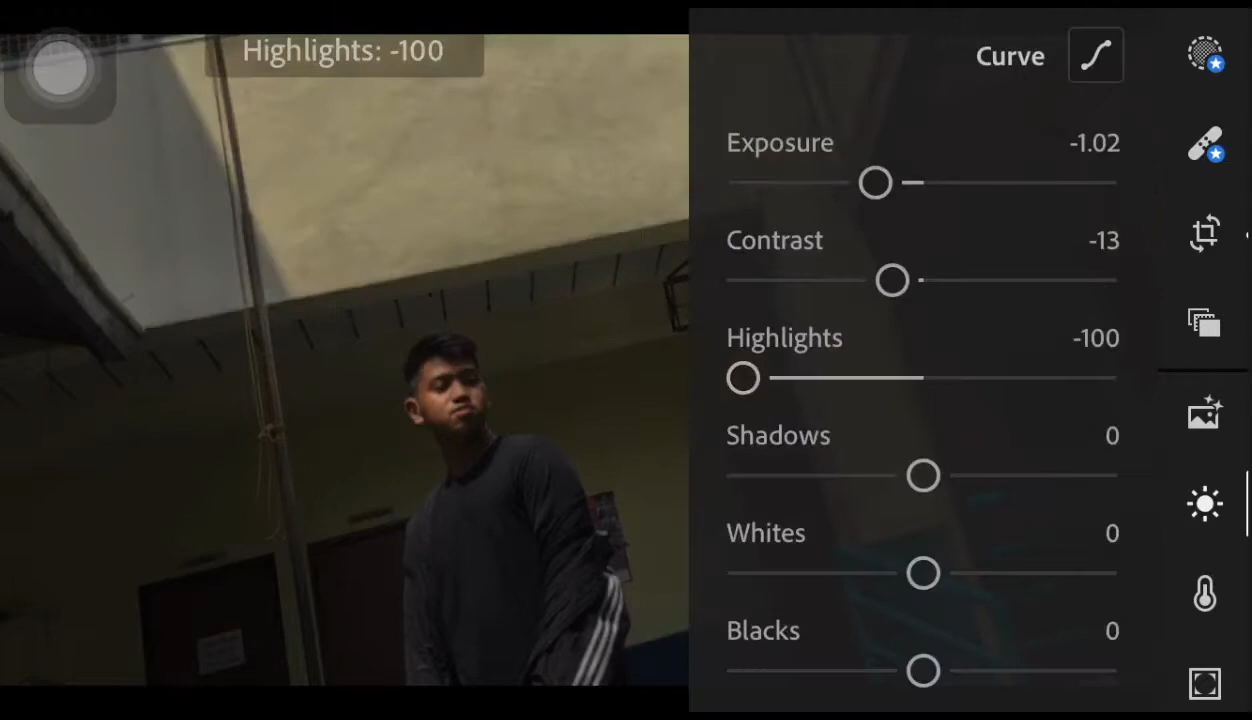 Highlights: -100
Curve
Exposure -1.02
Contrast -13
Highlights -100
Shadows 0
Whites 0
Blacks 0